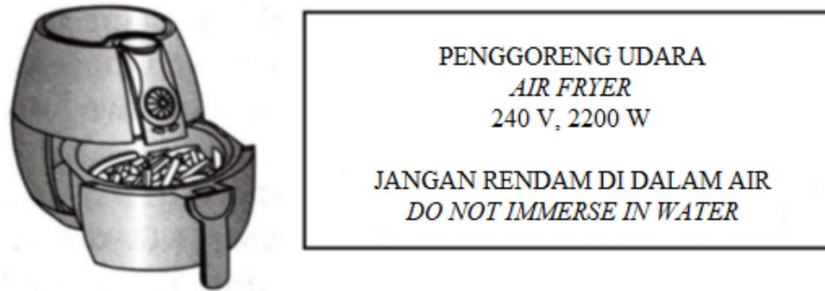 PENGGORENG UDARA
AIR FRYER
240 V, 2200 W
JANGAN RENDAM DI DALAM AIR
DO NOT IMMERSE IN WATER